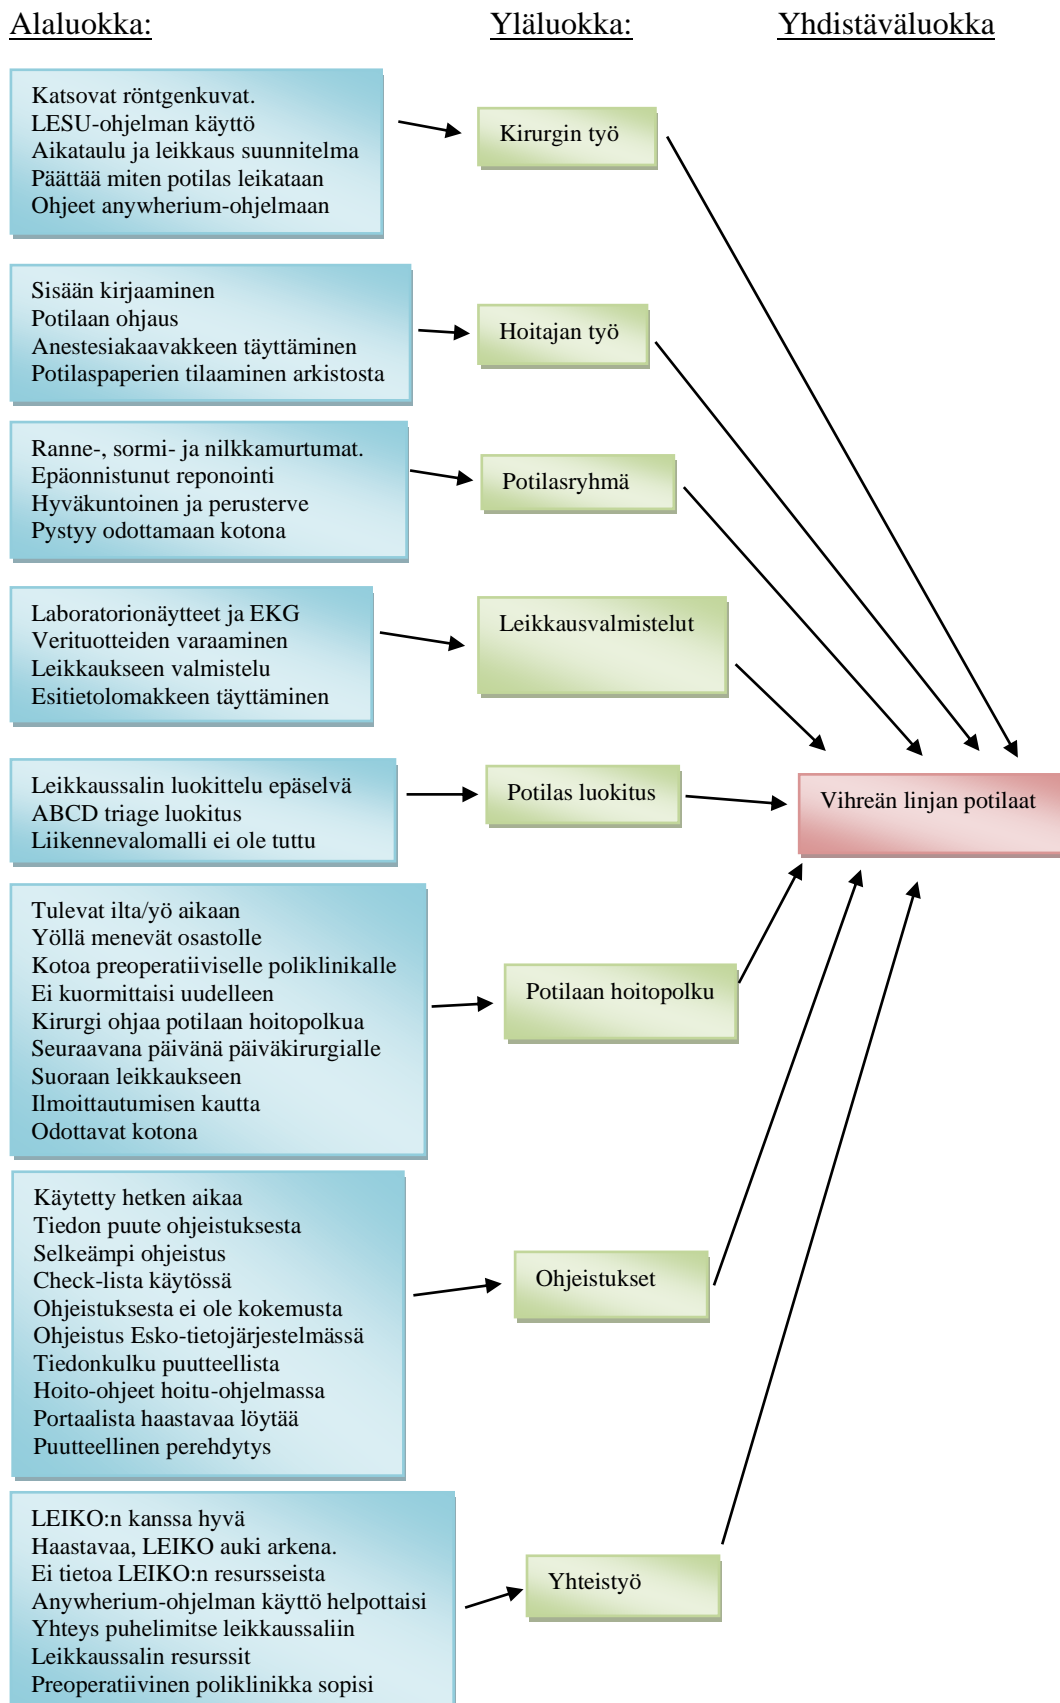 Alaluokka:
Yläluokka:
Yhdistäväluokka
Katsovat röntgenkuvat.
LESU-ohjelman käyttö
Aikataulu ja leikkaus suunnitelma
Päättää miten potilas leikataan
Ohjeet anywherium-ohjelmaan
Kirurgin työ
Sisään kirjaaminen
Potilaan ohjaus
Anestesiakaavakkeen täyttäminen
Potilaspaperien tilaaminen arkistosta
Hoitajan työ
Ranne-, sormi- ja nilkkamurtumat.
Epäonnistunut reponointi
Hyväkuntoinen ja perusterve
Pystyy odottamaan kotona
Potilasryhmä
Laboratorionäytteet ja EKG
Verituotteiden varaaminen
Leikkaukseen valmistelu
Esitietolomakkeen täyttäminen
Leikkausvalmistelut
Leikkaussalin luokittelu epäselvä
ABCD triage luokitus
Liikennevalomalli ei ole tuttu
Potilas luokitus
Vihreän linjan potilaat
Tulevat ilta/yö aikaan
Yöllä menevät osastolle
Kotoa preoperatiiviselle poliklinikalle
Ei kuormittaisi uudelleen
Kirurgi ohjaa potilaan hoitopolkua
Seuraavana päivänä päiväkirurgialle
Suoraan leikkaukseen
Ilmoittautumisen kautta
Odottavat kotona
Potilaan hoitopolku
Käytetty hetken aikaa
Tiedon puute ohjeistuksesta
Selkeämpi ohjeistus
Check-lista käytössä
Ohjeistuksesta ei ole kokemusta
Ohjeistus Esko-tietojärjestelmässä
Tiedonkulku puutteellista
Hoito-ohjeet hoitu-ohjelmassa
Portaalista haastavaa löytää
Puutteellinen perehdytys
Ohjeistukset
LEIKO:n kanssa hyvä
Haastavaa, LEIKO auki arkena.
Ei tietoa LEIKO:n resursseista
Anywherium-ohjelman käyttö helpottaisi
Yhteys puhelimitse leikkaussaliin
Leikkaussalin resurssit
Preoperatiivinen poliklinikka sopisi
Yhteistyö